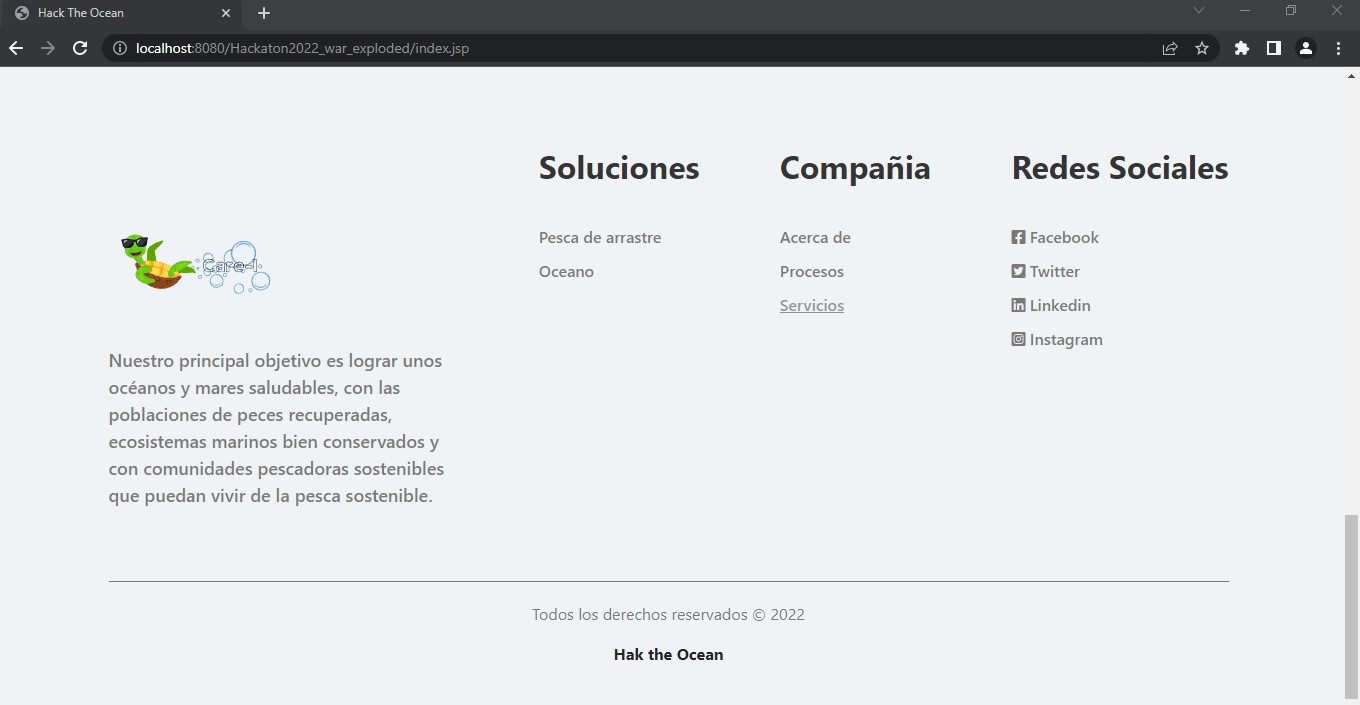 Hack The Ocean
localhost:8080/Hackaton2022_war_exploded/index.jsp
Care-I
Nuestro principal objetivo es lograr unos
océanos y mares saludables, con las
poblaciones de peces recuperadas,
ecosistemas marinos bien conservados y
con comunidades pescadoras sostenibles
que puedan vivir de la pesca sostenible.
Soluciones
Pesca de arrastre
Oceano
Compañia
Acerca de
Procesos
Servicios
Redes Sociales
Facebook
Twitter
Linkedin
Instagram
Todos los derechos reservados © 2022
Hak the Ocean